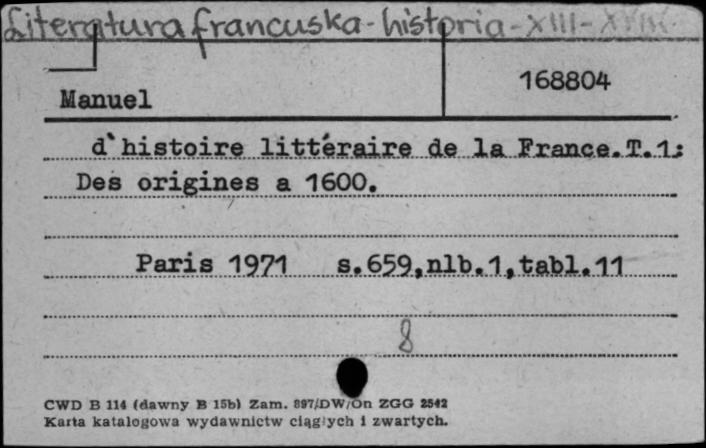 Literatura francuska - historia - XIII - XVIII
168804
Manuel
d`histoire littéraire de la France.T.1:
Des origines a 1600.
Paris 1971 s.659,nlb.1,tabl.11
8
CWD B 114 (dawny B 15b) Zam. 897/DW/On ZGG 2542
Karta katalogowa wydawnictw ciągłych i zwartych.